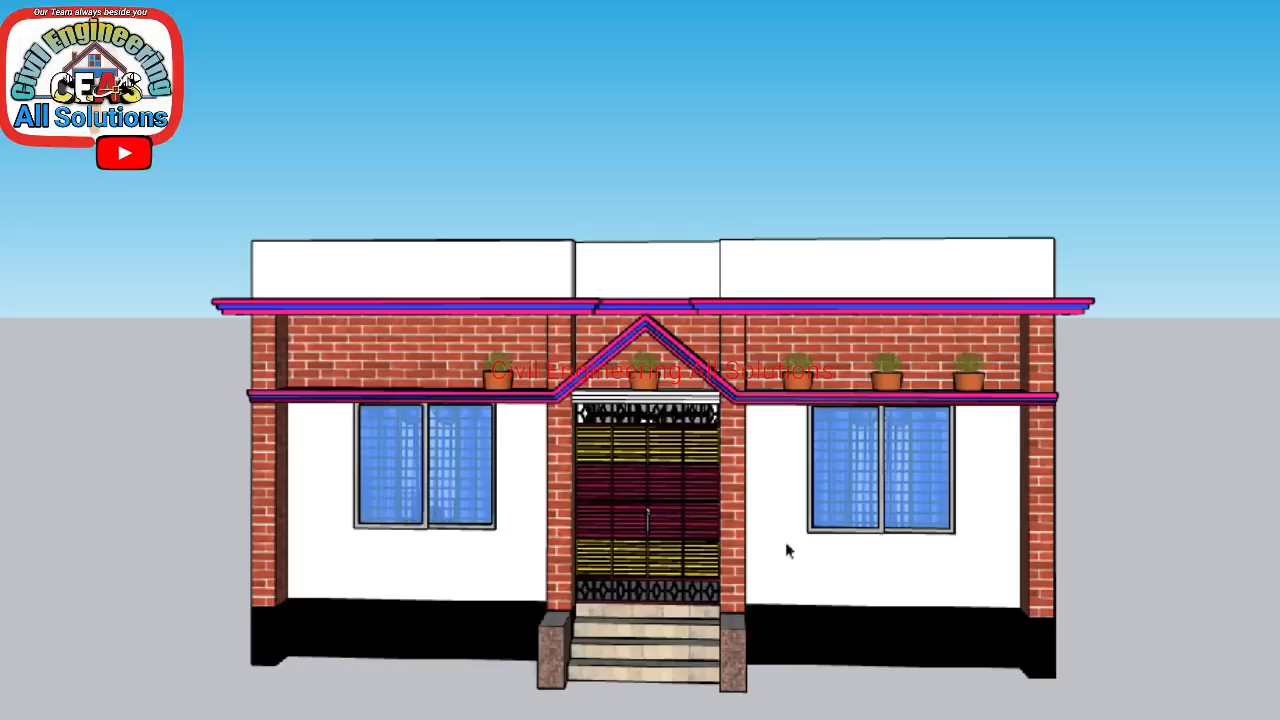 Our Team always beside you
Civil Engineering
CEAS
All Solutions
Civil Engineering All Solutions